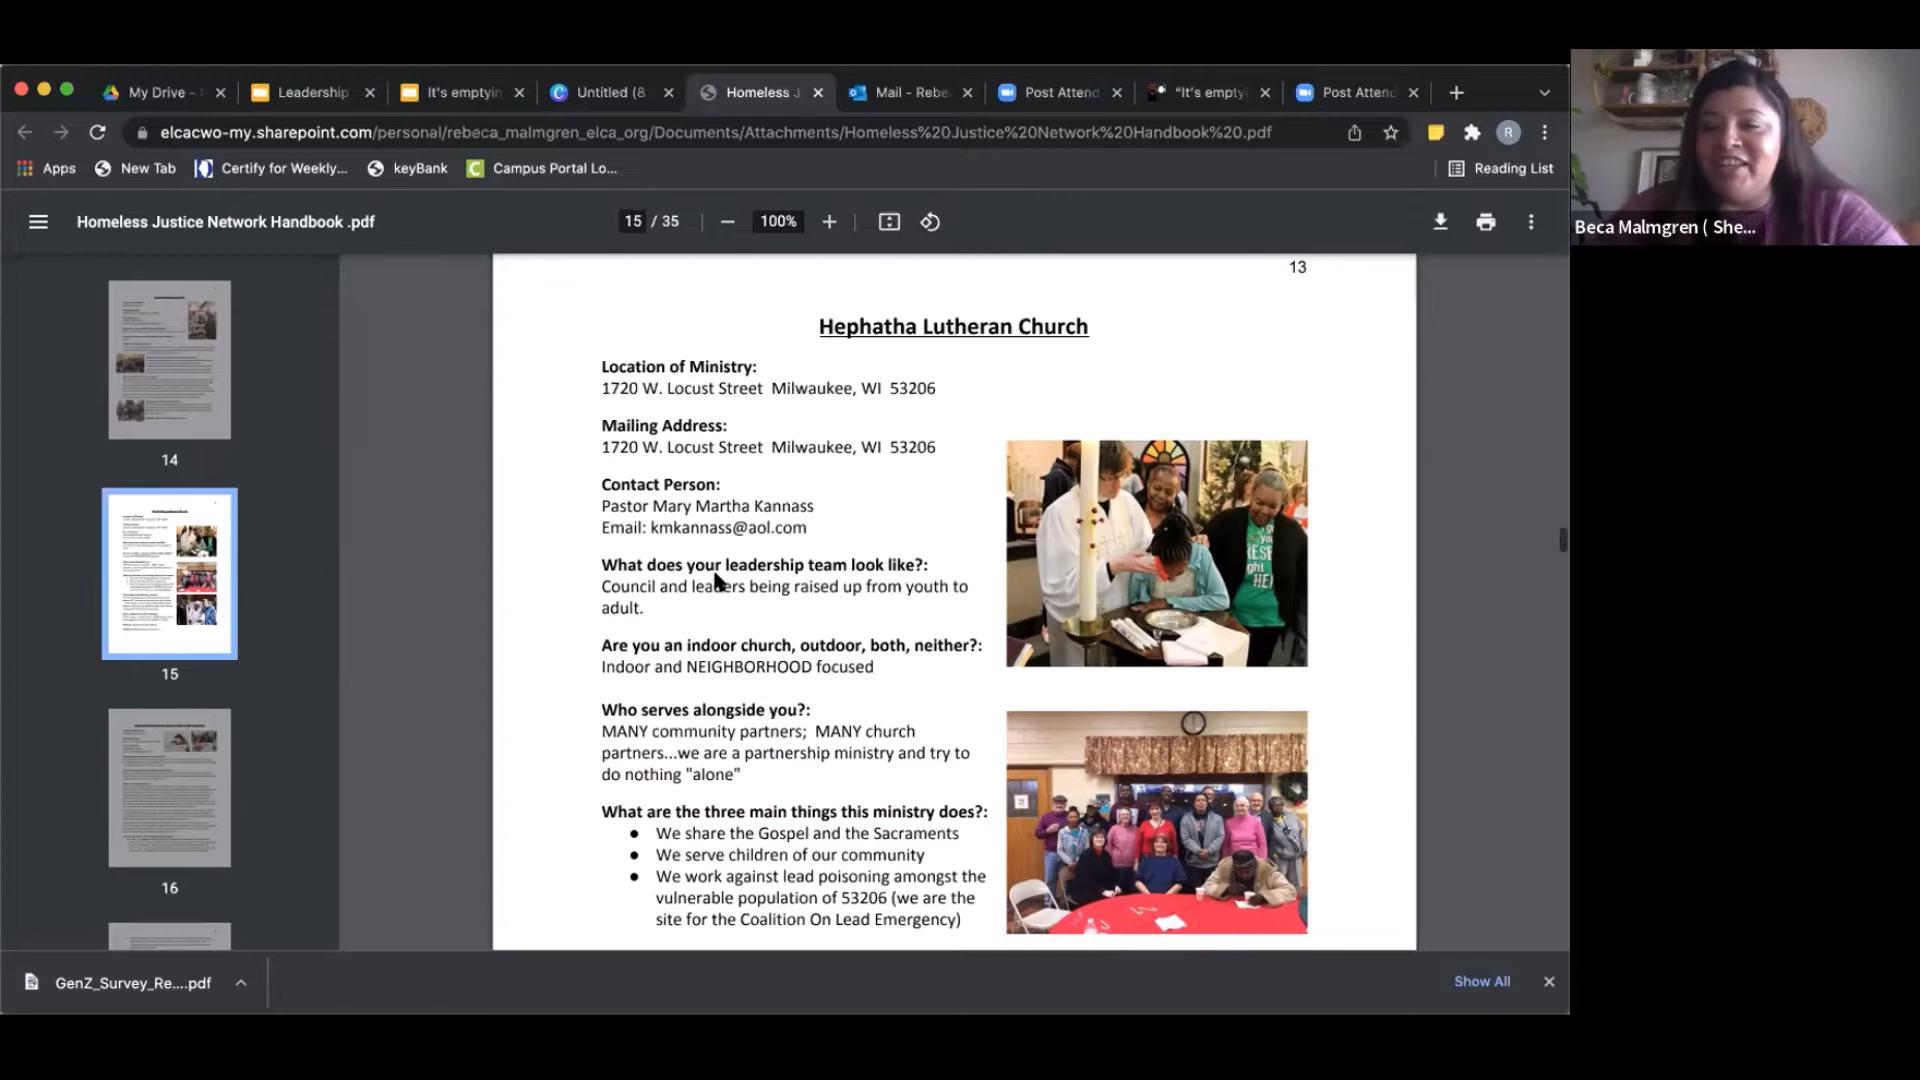 My Drive -
Leadership
It's emptyin
Untitled (8
Homeless J
Mail - Rebe
Post Attend
"It's empty
Post Attend
elcacwo-my.sharepoint.com/personal/rebeca_malmgren_elca_org/Documents/Attachments/Homeless%20Justice%20Network%20Handbook%20.pdf
R
Apps
New Tab
Certify for Weekly...
keyBank
Campus Portal Lo...
Reading List
Beca Malmgren ( She...
Homeless Justice Network Handbook .pdf
15 / 35
100%
14
15
16
13
Hephatha Lutheran Church
Location of Ministry:
1720 W. Locust Street Milwaukee, WI 53206
Mailing Address:
1720 W. Locust Street Milwaukee, WI 53206
Contact Person:
Pastor Mary Martha Kannass
Email: kmkannass@aol.com
What does your leadership team look like?:
Council and leaders being raised up from youth to
adult.
Are you an indoor church, outdoor, both, neither?:
Indoor and NEIGHBORHOOD focused
Who serves alongside you?:
MANY community partners; MANY church
partners...we are a partnership ministry and try to
do nothing "alone"
What are the three main things this ministry does?:
● We share the Gospel and the Sacraments
● We serve children of our community
● We work against lead poisoning amongst the
vulnerable population of 53206 (we are the
site for the Coalition On Lead Emergency)
GenZ_Survey_Re....pdf
Show All